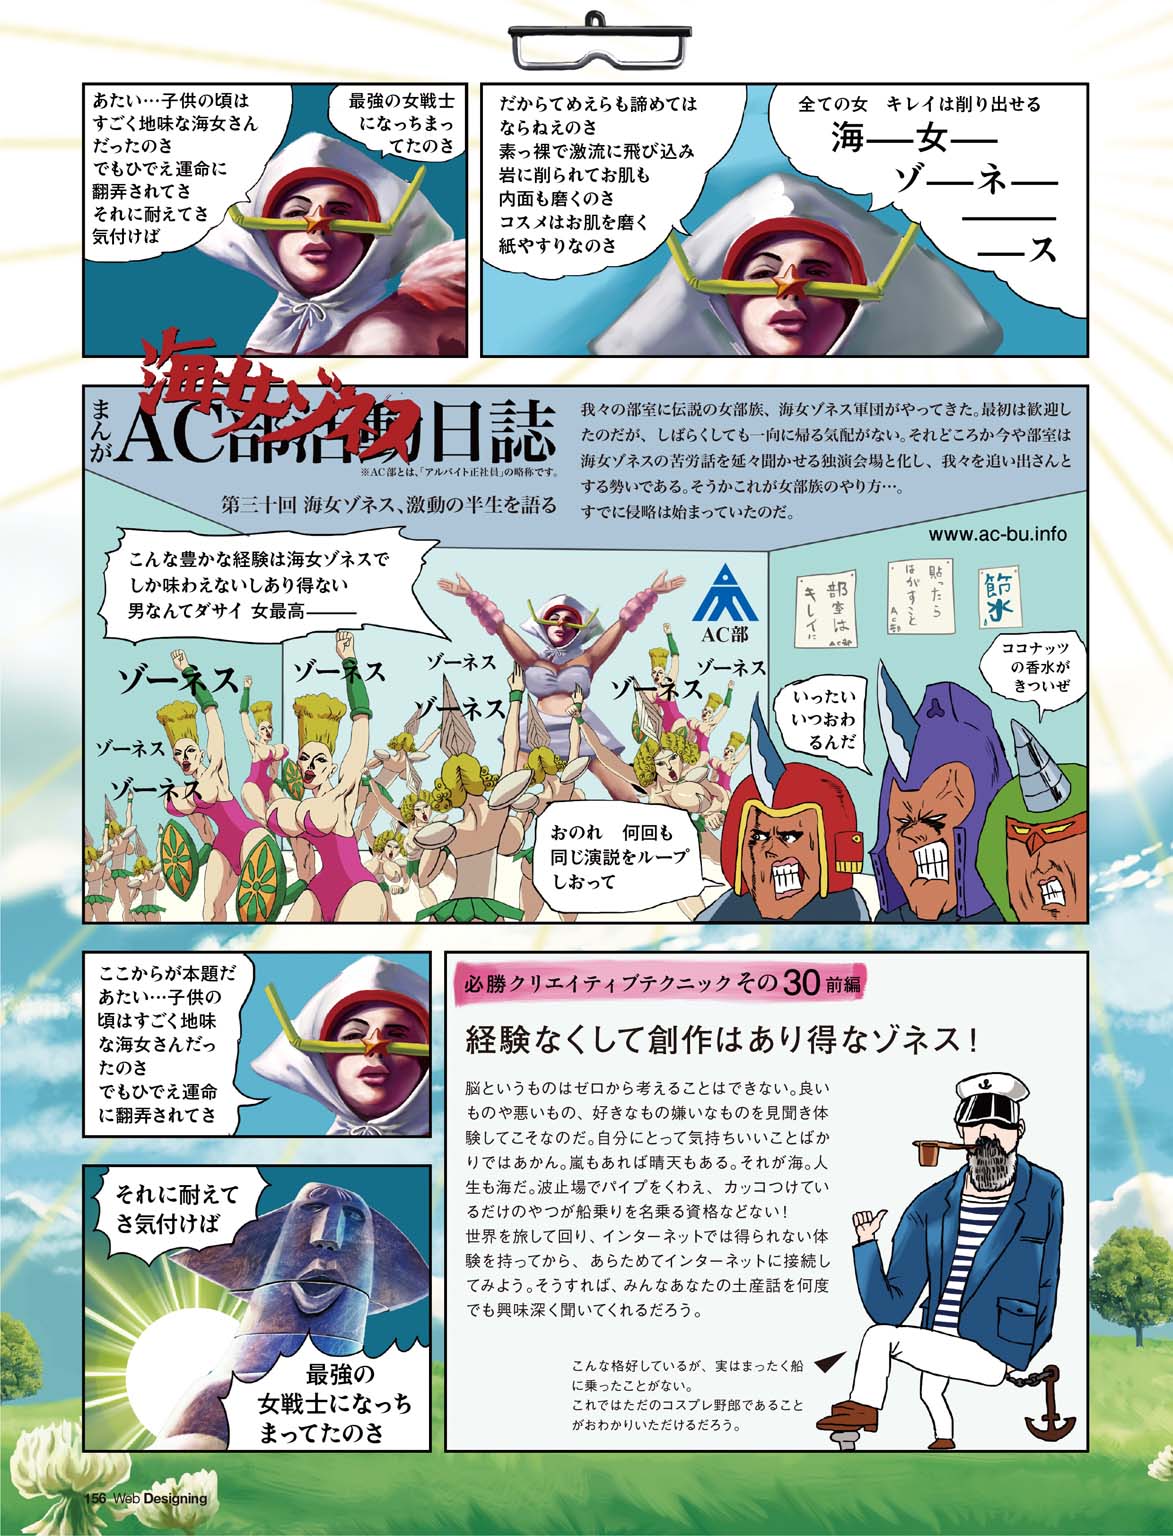 あたい…子供の頃は
すごく地味な海女さん
だったのさ
でもひでえ運命に
翻弄されてさ
それに耐えてさ
気付けば
最強の女戦士
になっちまっ
てたのさ
だからてめえらも諦めては
ならねえのさ
素っ裸で激流に飛び込み
岩に削られてお肌も
内面も磨くのさ
コスメはお肌を磨く
紙やすりなのさ
全ての女　キレイは削り出せる
海──女─
ゾ──ネ─
───
─ス
海女ゾネス
まんが
AC部活動日誌
※AC部とは、「アルバイト正社員」の略称です。
第三十回 海女ゾネス、激動の半生を語る
我々の部室に伝説の女部族、海女ゾネス軍団がやってきた。最初は歓迎し
たのだが、しばらくしても一向に帰る気配がない。それどころか今や部室は
海女ゾネスの苦労話を延々聞かせる独演会場と化し、我々を追い出さんと
する勢いである。そうかこれが女部族のやり方…。
すでに侵略は始まっていたのだ。
www.ac-bu.info
こんな豊かな経験は海女ゾネスで
しか味わえないしあり得ない
男なんてダサイ 女最高───
AC部
部室は
キレイに
AC部
貼ったら
はがすこと
AC部
節水
ココナッツ
の香水が
きついぜ
いったい
いつおわ
るんだ
ゾーネス
ゾーネス
ゾーネス
ゾーネス
ゾーネス
ゾーネス
ゾーネス
ゾーネス
おのれ　何回も
同じ演説をループ
しおって
ここからが本題だ
あたい…子供の
頃はすごく地味
な海女さんだっ
たのさ
でもひでえ運命
に翻弄されてさ
それに耐えて
さ気付けば
最強の
女戦士になっち
まってたのさ
必勝クリエイティブテクニック その30 前編
経験なくして創作はあり得なゾネス！
脳というものはゼロから考えることはできない。良い
ものや悪いもの、好きなもの嫌いなものを見聞き体
験してこそなのだ。自分にとって気持ちいいことばか
りではあかん。嵐もあれば晴天もある。それが海。人
生も海だ。波止場でパイプをくわえ、カッコつけてい
るだけのやつが船乗りを名乗る資格などない！
世界を旅して回り、インターネットでは得られない体
験を持ってから、あらためてインターネットに接続し
てみよう。そうすれば、みんなあなたの土産話を何度
でも興味深く聞いてくれるだろう。
こんな格好しているが、実はまったく船
に乗ったことがない。
これではただのコスプレ野郎であること
がおわかりいただけるだろう。
156 Web Designing